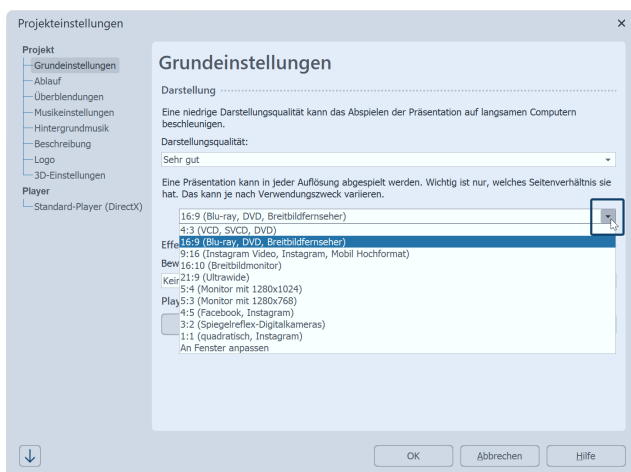 Projekteinstellungen
Projekt
Grundeinstellungen
Ablauf
Überblendungen
Musikeinstellungen
Hintergrundmusik
Beschreibung
Logo
3D-Einstellungen
Player
Standard-Player (DirectX)
Grundeinstellungen
Darstellung
Eine niedrige Darstellungsqualität kann das Abspielen der Präsentation auf langsamen Computern
beschleunigen.
Darstellungsqualität:
Sehr gut
Eine Präsentation kann in jeder Auflösung abgespielt werden. Wichtig ist nur, welches Seitenverhältnis sie
hat. Das kann je nach Verwendungszweck variieren.
16:9 (Blu-ray, DVD, Breitbildfernseher)
4:3 (VCD, SVCD, DVD)
16:9 (Blu-ray, DVD, Breitbildfernseher)
9:16 (Instagram Video, Instagram, Mobil Hochformat)
16:10 (Breitbildmonitor)
21:9 (Ultrawide)
5:4 (Monitor mit 1280x1024)
5:3 (Monitor mit 1280x768)
4:5 (Facebook, Instagram)
3:2 (Spiegelreflex-Digitalkameras)
1:1 (quadratisch, Instagram)
An Fenster anpassen
OK
Abbrechen
Hilfe